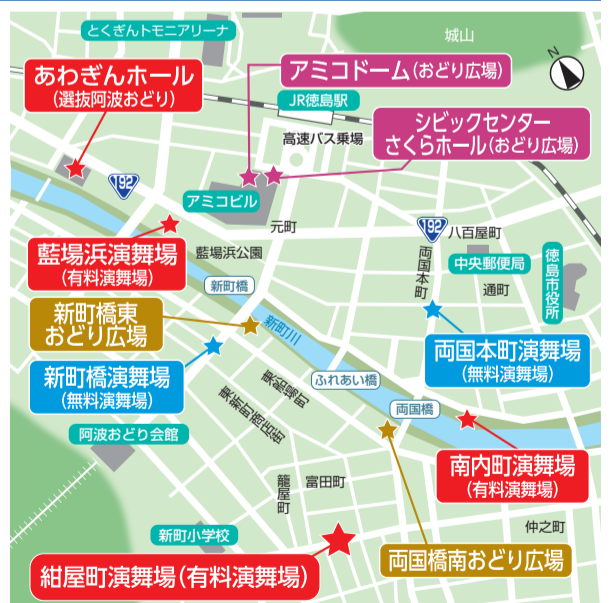 とくぎんトモニアリーナ
城山
N
あわぎんホール
(選抜阿波おどり)
アミコドーム(おどり広場)
JR徳島駅
高速バス乗場
シビックセンター
さくらホール(おどり広場)
192
アミコビル
元町
192
八百屋町
藍場浜演舞場
(有料演舞場)
藍場浜公園
両国本町
中央郵便局
徳島市役所
通町
新町橋
新町橋東
おどり広場
新町川
両国本町演舞場
(無料演舞場)
新町橋演舞場
(無料演舞場)
東船場町
ふれあい橋
東新町商店街
両国橋
阿波おどり会館
南内町演舞場
(有料演舞場)
籠屋町
富田町
新町小学校
仲之町
紺屋町演舞場(有料演舞場)
両国橋南おどり広場